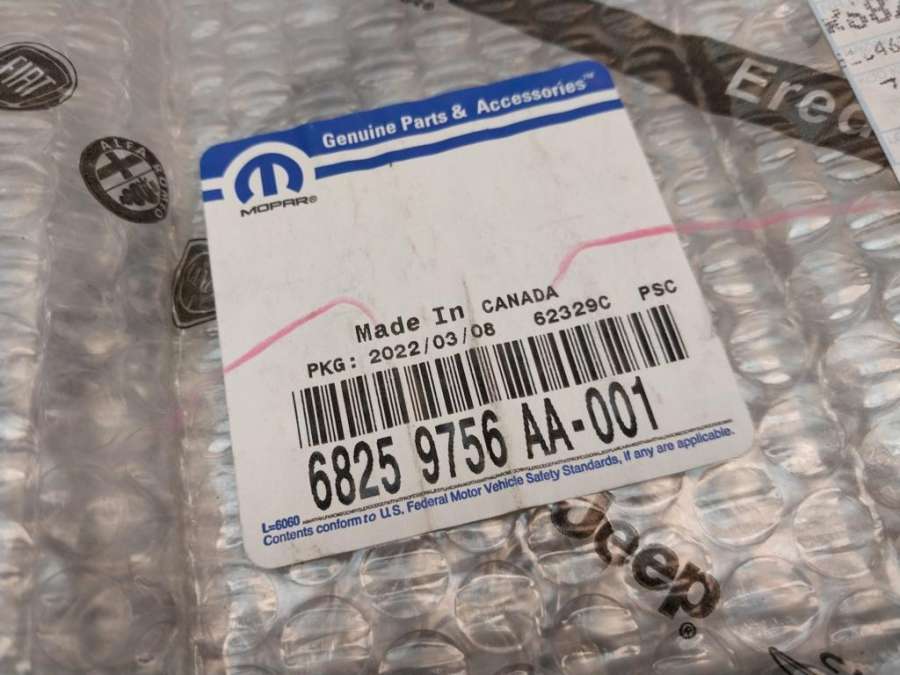 FIAT
ALFA ROMEO
Genuine Parts & Accessories™
MOPAR®
Made In CANADA
PKG: 2022/03/08 62329C PSC
6825 9756 AA-001
L=6060
Contents conform to U.S. Federal Motor Vehicle Safety Standards, if any are applicable.
Jeep
®